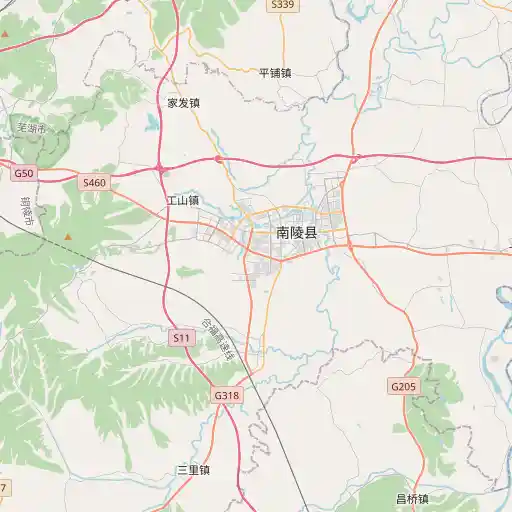 S339
平铺镇
家发镇
芜湖市
G50
S460
铜陵市
工山镇
南陵县
合福高速线
S11
G205
G318
三里镇
7
昌桥镇